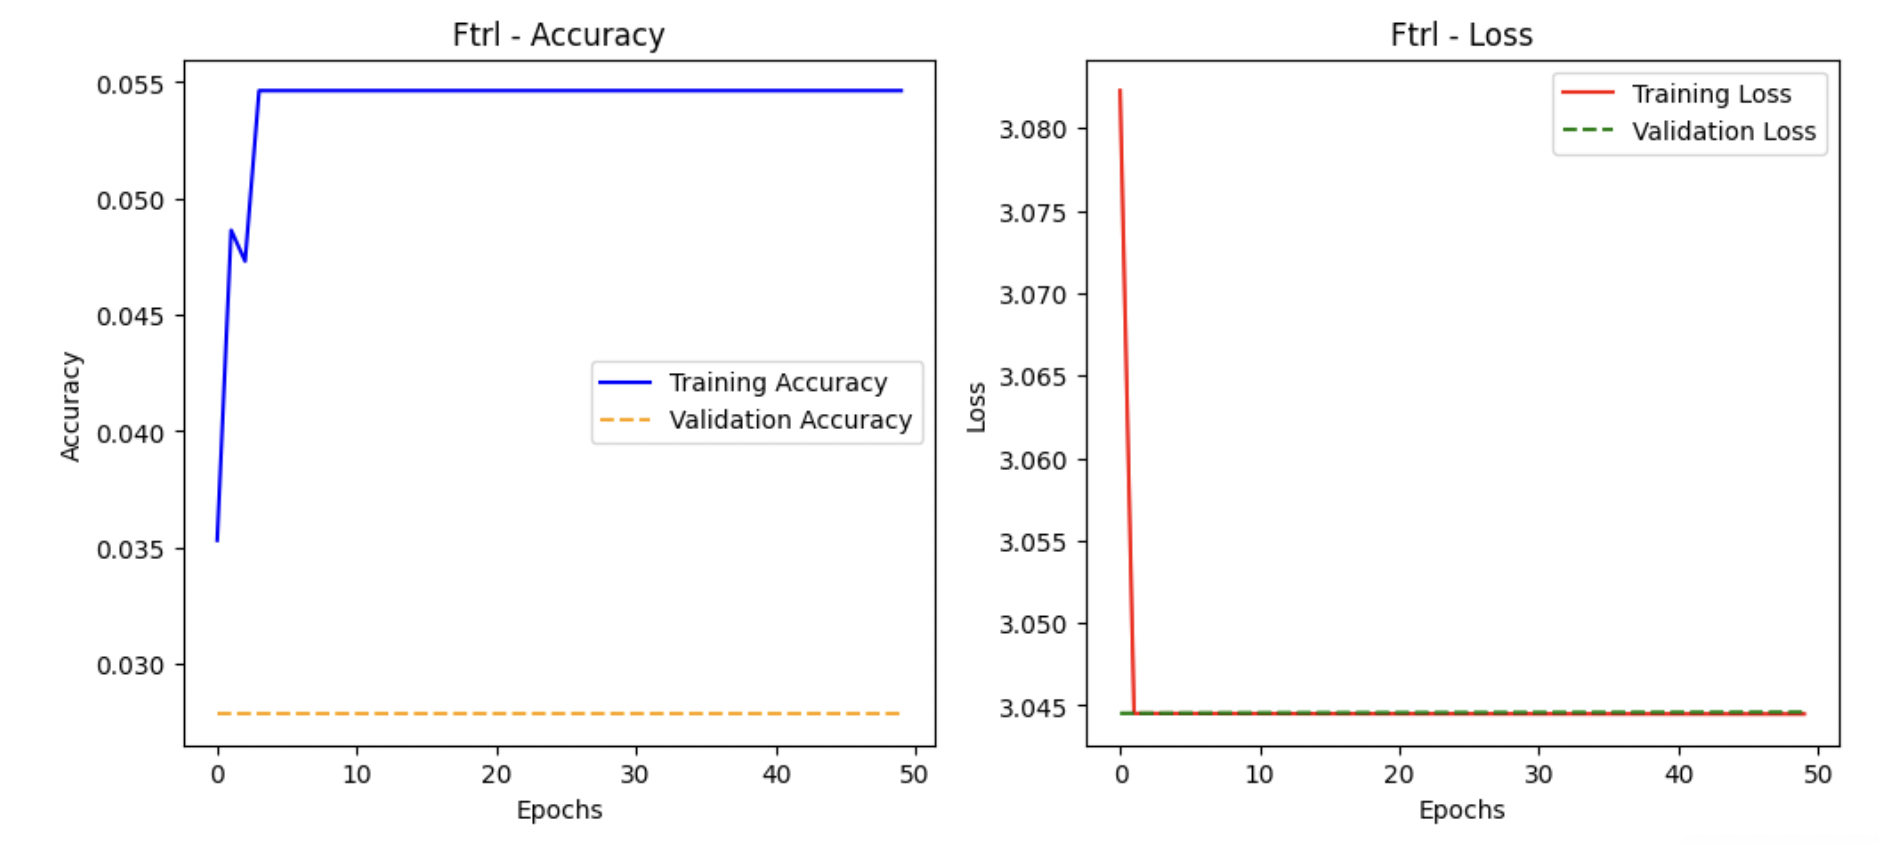 Ftrl - Accuracy
0.055
0.050
0.045
0.040
0.035
0.030
Accuracy
Training Accuracy
Validation Accuracy
0 10 20 30 40 50
Epochs
Ftrl - Loss
3.080
3.075
3.070
3.065
3.060
3.055
3.050
3.045
Loss
Training Loss
Validation Loss
0 10 20 30 40 50
Epochs